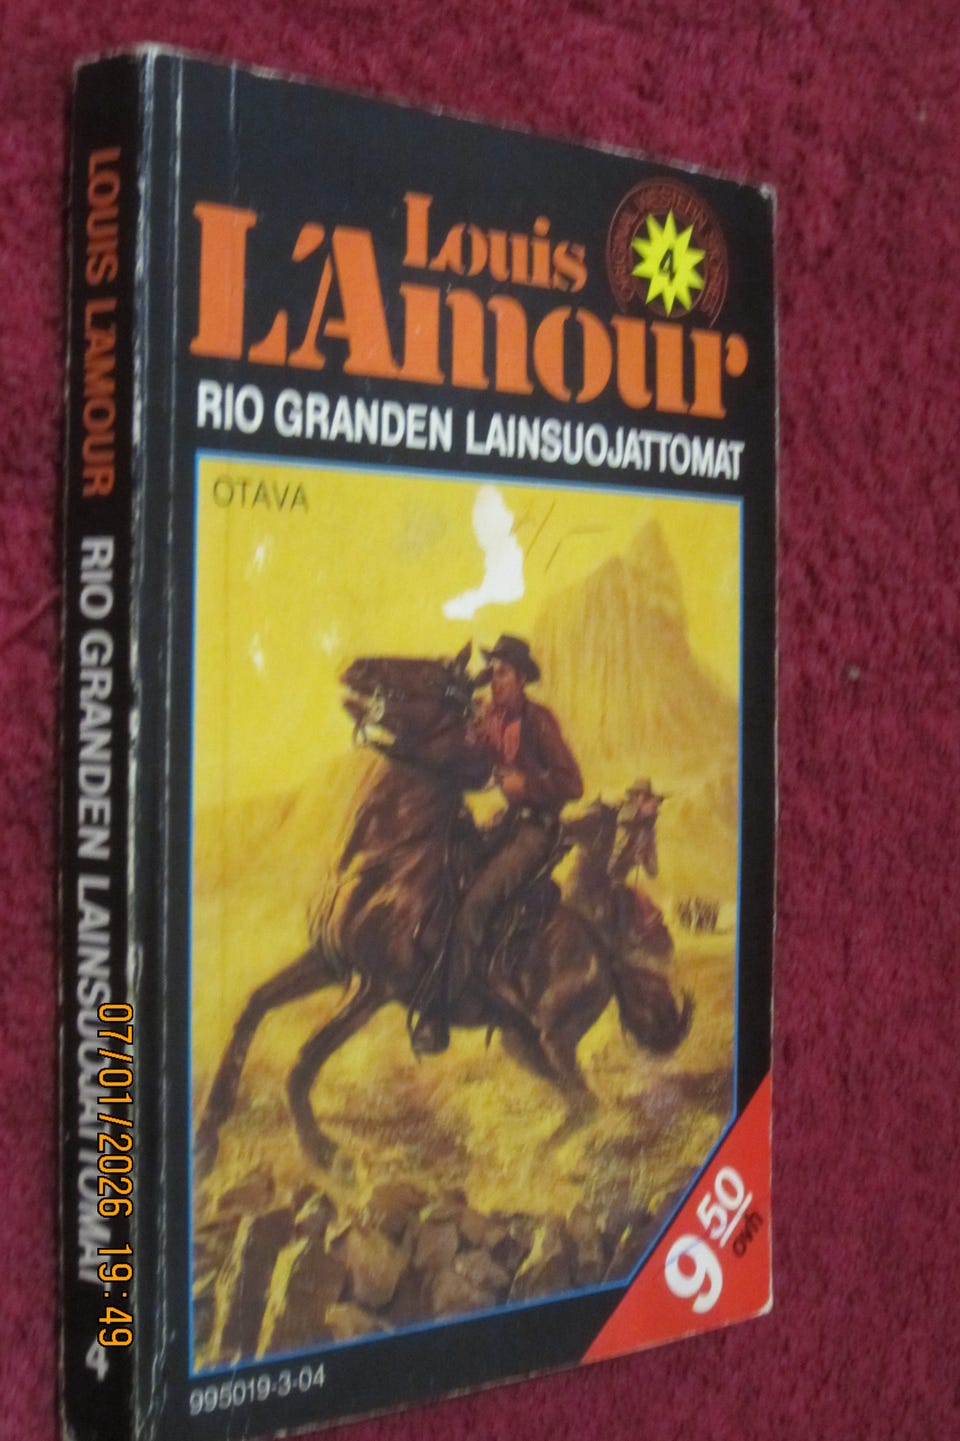 LOUIS L'AMOUR RIO GRANDEN LAINSUOJATTOMAT 4
Louis
L'Amour
4
RIO GRANDEN LAINSUOJATTOMAT
OTAVA
9 50
ovh
995019-3-04
07/01/2026 19:49